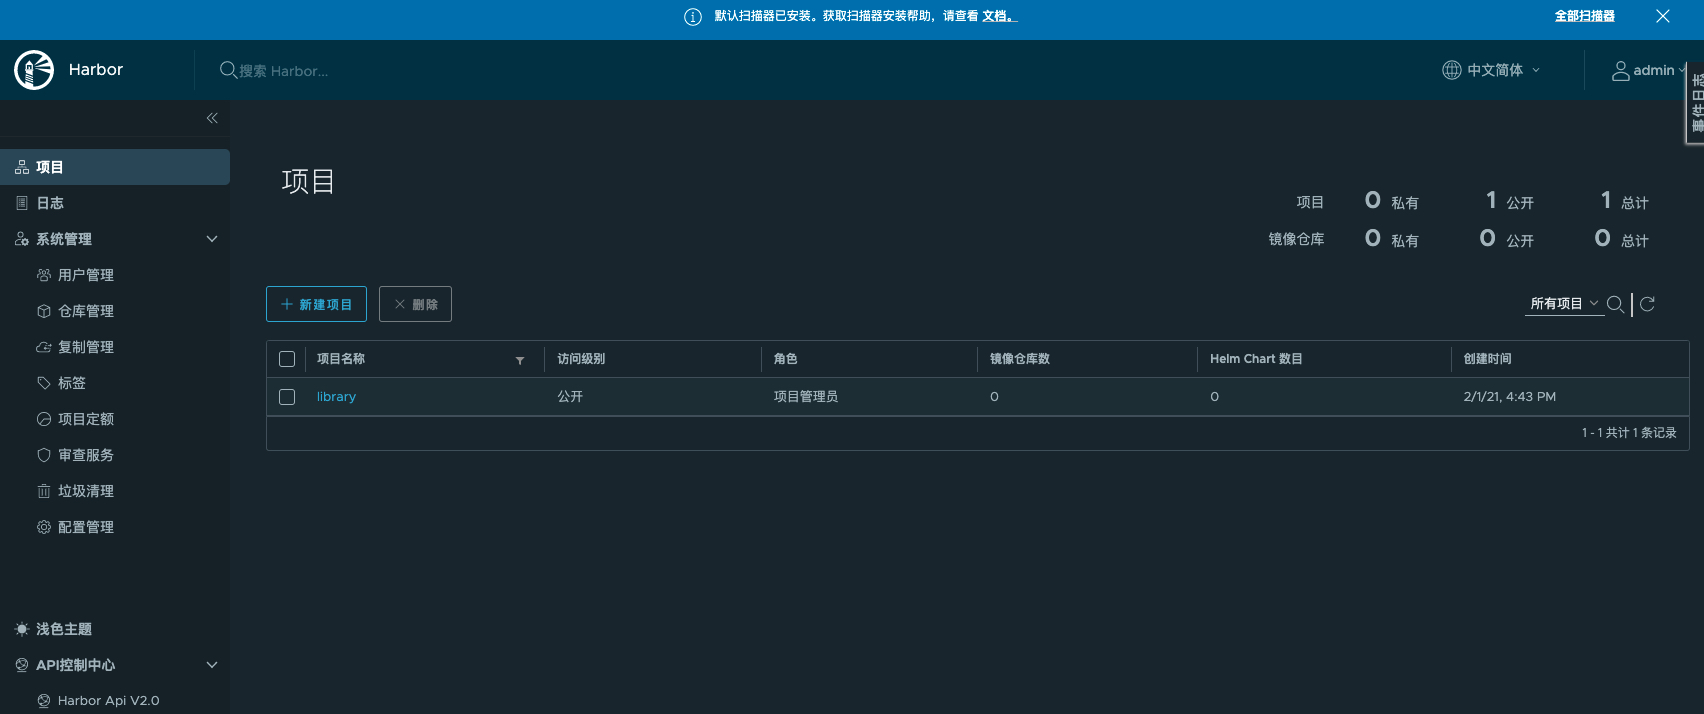 默认扫描器已安装。获取扫描器安装帮助，请查看 文档。
全部扫描器
Harbor
搜索 Harbor...
中文简体
admin
事件日志
项目
日志
系统管理
用户管理
仓库管理
复制管理
标签
项目定额
审查服务
垃圾清理
配置管理
浅色主题
API控制中心
Harbor Api V2.0
项目
项目 0 私有 1 公开 1 总计
镜像仓库 0 私有 0 公开 0 总计
新建项目 删除
所有项目
项目名称 访问级别 角色 镜像仓库数 Helm Chart 数目 创建时间
library 公开 项目管理员 0 0 2/1/21, 4:43 PM
1 - 1 共计 1 条记录